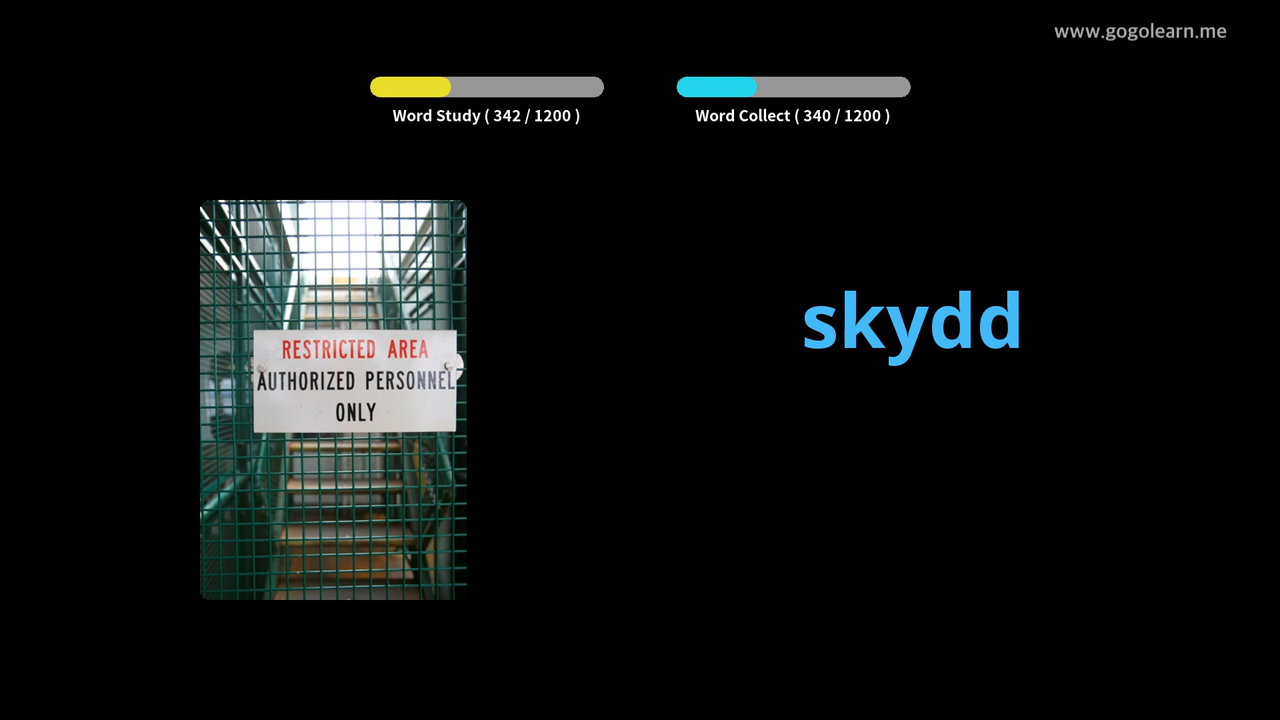 www.gogolearn.me
Word Study ( 342 / 1200 )
Word Collect ( 340 / 1200 )
RESTRICTED AREA
AUTHORIZED PERSONNEL
ONLY
skydd